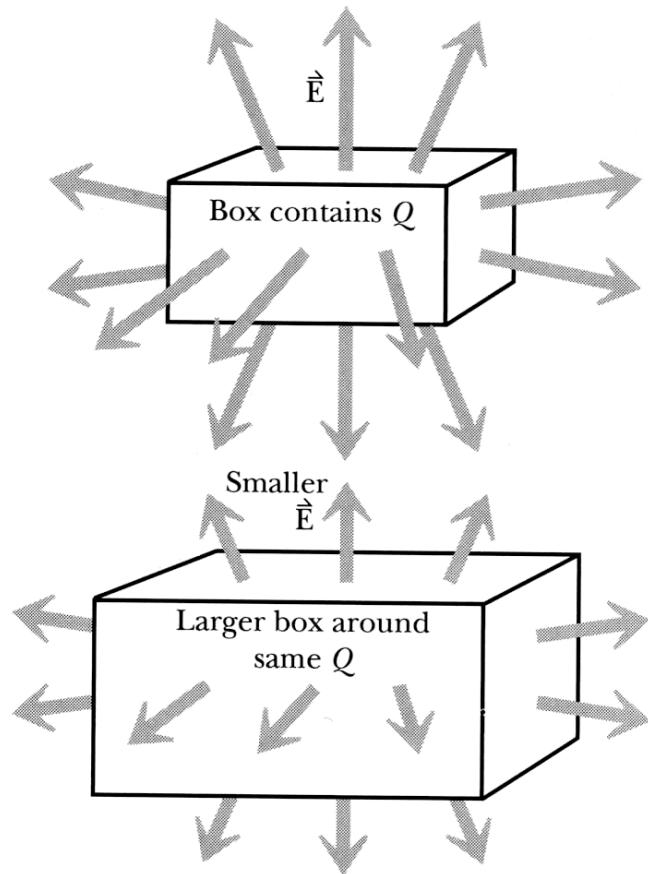 E⃗
Box contains Q
Smaller
E⃗
Larger box around
same Q